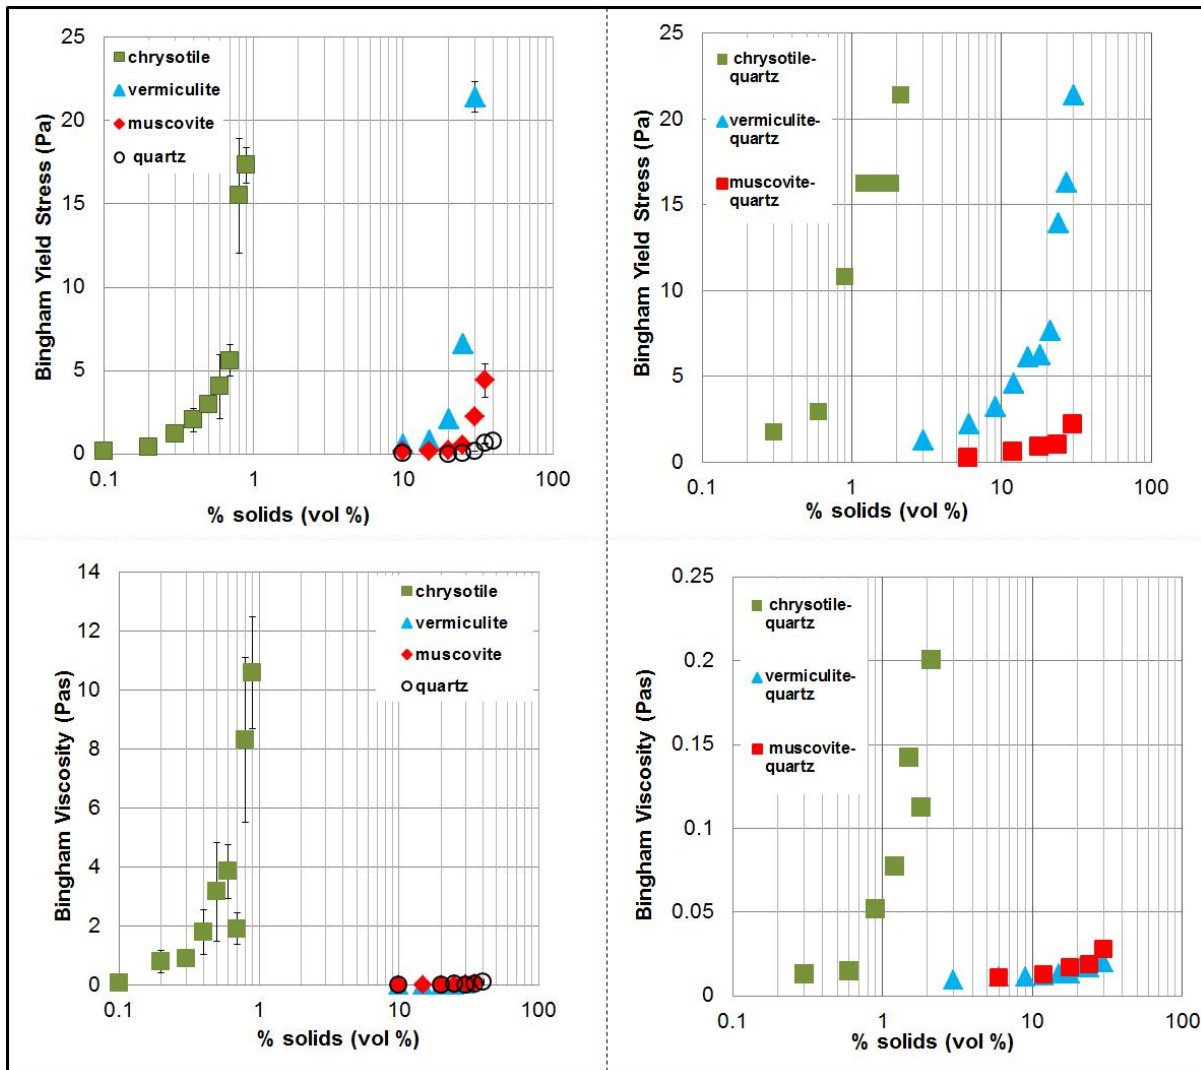 Bingham Yield Stress (Pa)
25
20
15
10
5
0
chrysotile
vermiculite
muscovite
quartz
0.1 1 10 100
% solids (vol %)
Bingham Yield Stress (Pa)
25
20
15
10
5
0
chrysotile-
quartz
vermiculite-
quartz
muscovite-
quartz
0.1 1 10 100
% solids (vol %)
Bingham Viscosity (Pas)
14
12
10
8
6
4
2
0
chrysotile
vermiculite
muscovite
quartz
0.1 1 10 100
% solids (vol %)
Bingham Viscosity (Pas)
0.25
0.2
0.15
0.1
0.05
0
chrysotile-
quartz
vermiculite-
quartz
muscovite-
quartz
0.1 1 10 100
% solids (vol %)